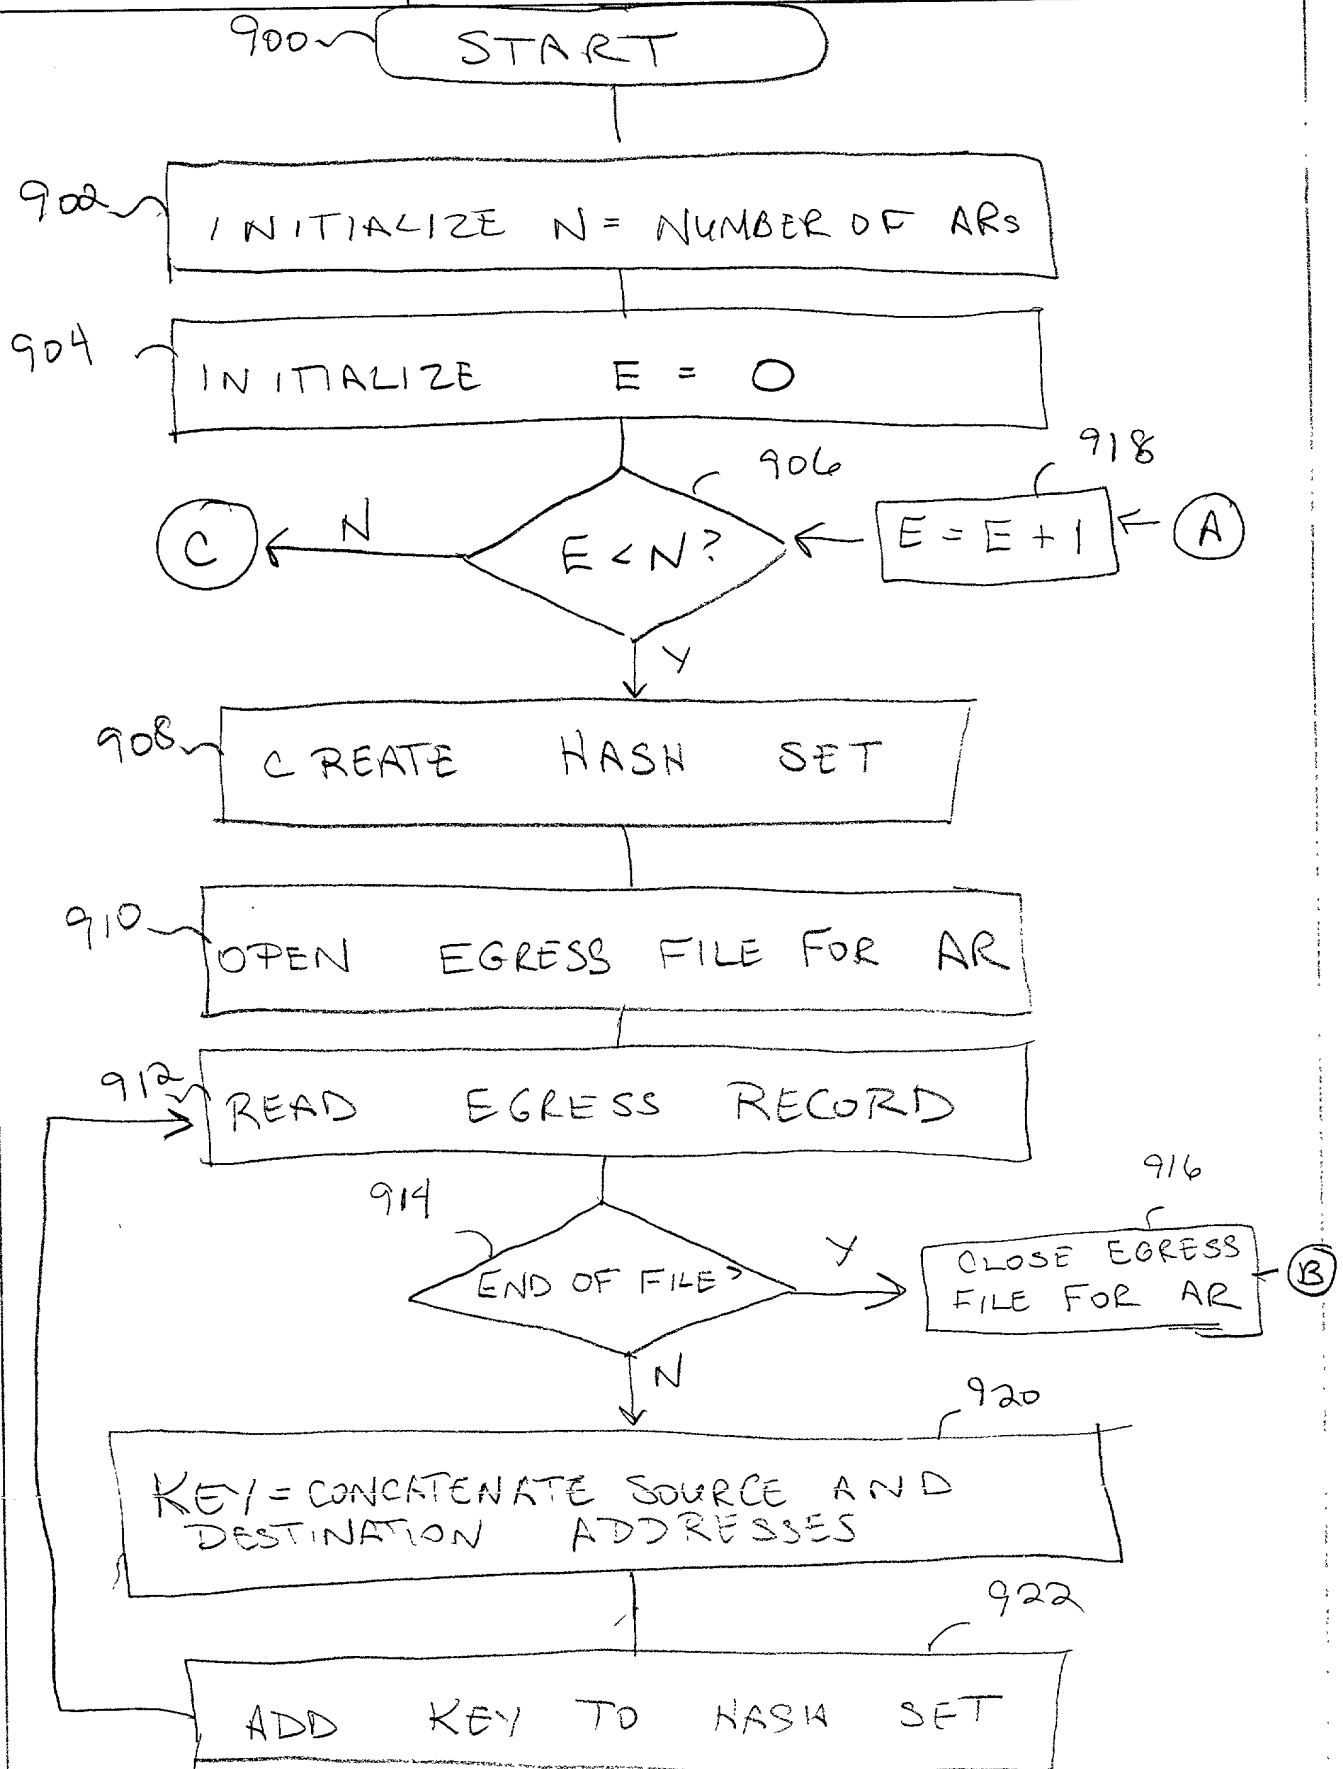 900 START
902 INITIALIZE N = NUMBER OF ARs
904 INITIALIZE E = 0
906 918
C N E < N? E = E + 1 A
Y
908 CREATE HASH SET
910 OPEN EGRESS FILE FOR AR
912 READ EGRESS RECORD
914 916
END OF FILE? Y CLOSE EGRESS
FILE FOR AR B
N
920
KEY = CONCATENATE SOURCE AND
DESTINATION ADDRESSES
922
ADD KEY TO HASH SET